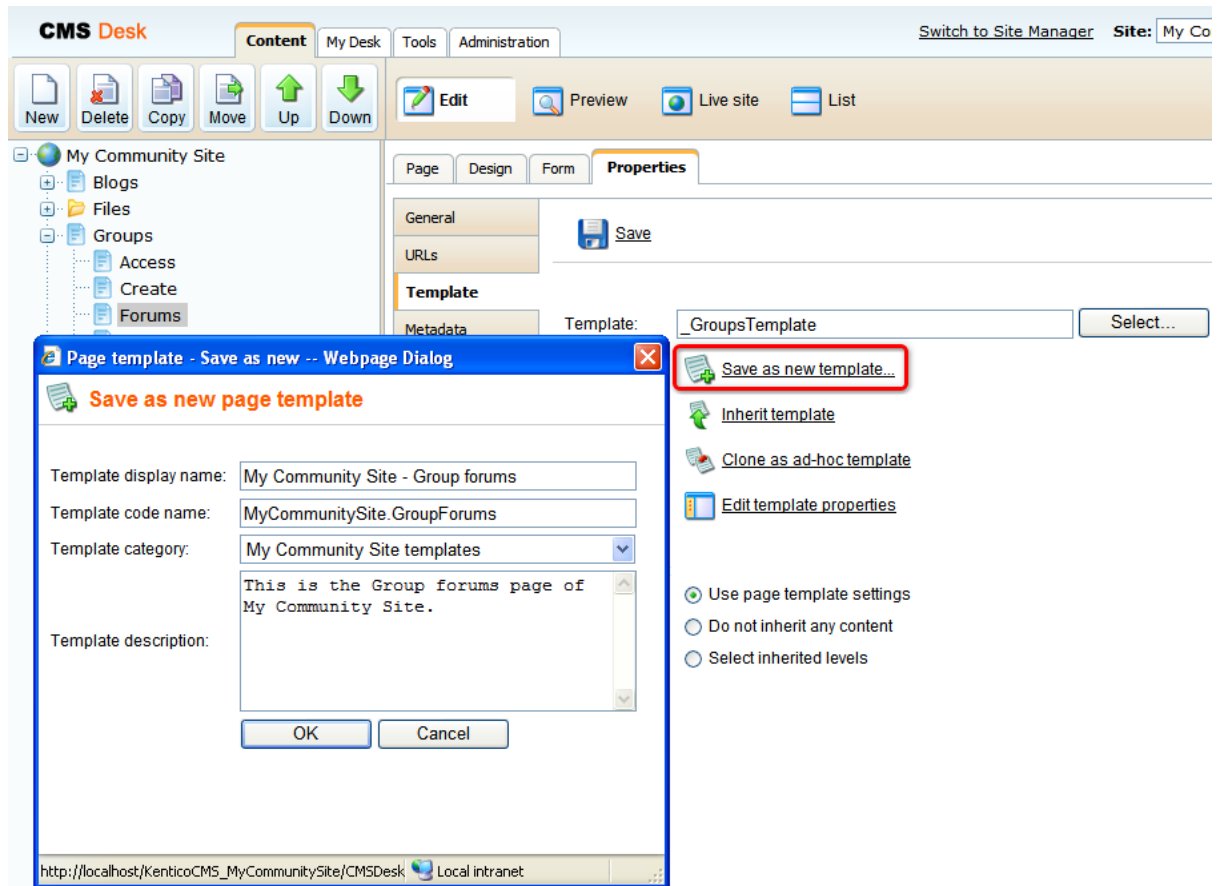 CMS Desk
Content
My Desk
Tools
Administration
Switch to Site Manager
Site: My Co
New
Delete
Copy
Move
Up
Down
Edit
Preview
Live site
List
My Community Site
Blogs
Files
Groups
Access
Create
Forums
Page
Design
Form
Properties
General
URLs
Template
Metadata
Save
Template: _GroupsTemplate Select...
Save as new template...
Inherit template
Clone as ad-hoc template
Edit template properties
Use page template settings
Do not inherit any content
Select inherited levels
Page template - Save as new -- Webpage Dialog
Save as new page template
Template display name: My Community Site - Group forums
Template code name: MyCommunitySite.GroupForums
Template category: My Community Site templates
Template description:
This is the Group forums page of
My Community Site.
OK
Cancel
http://localhost/KenticoCMS_MyCommunitySite/CMSDesk
Local intranet